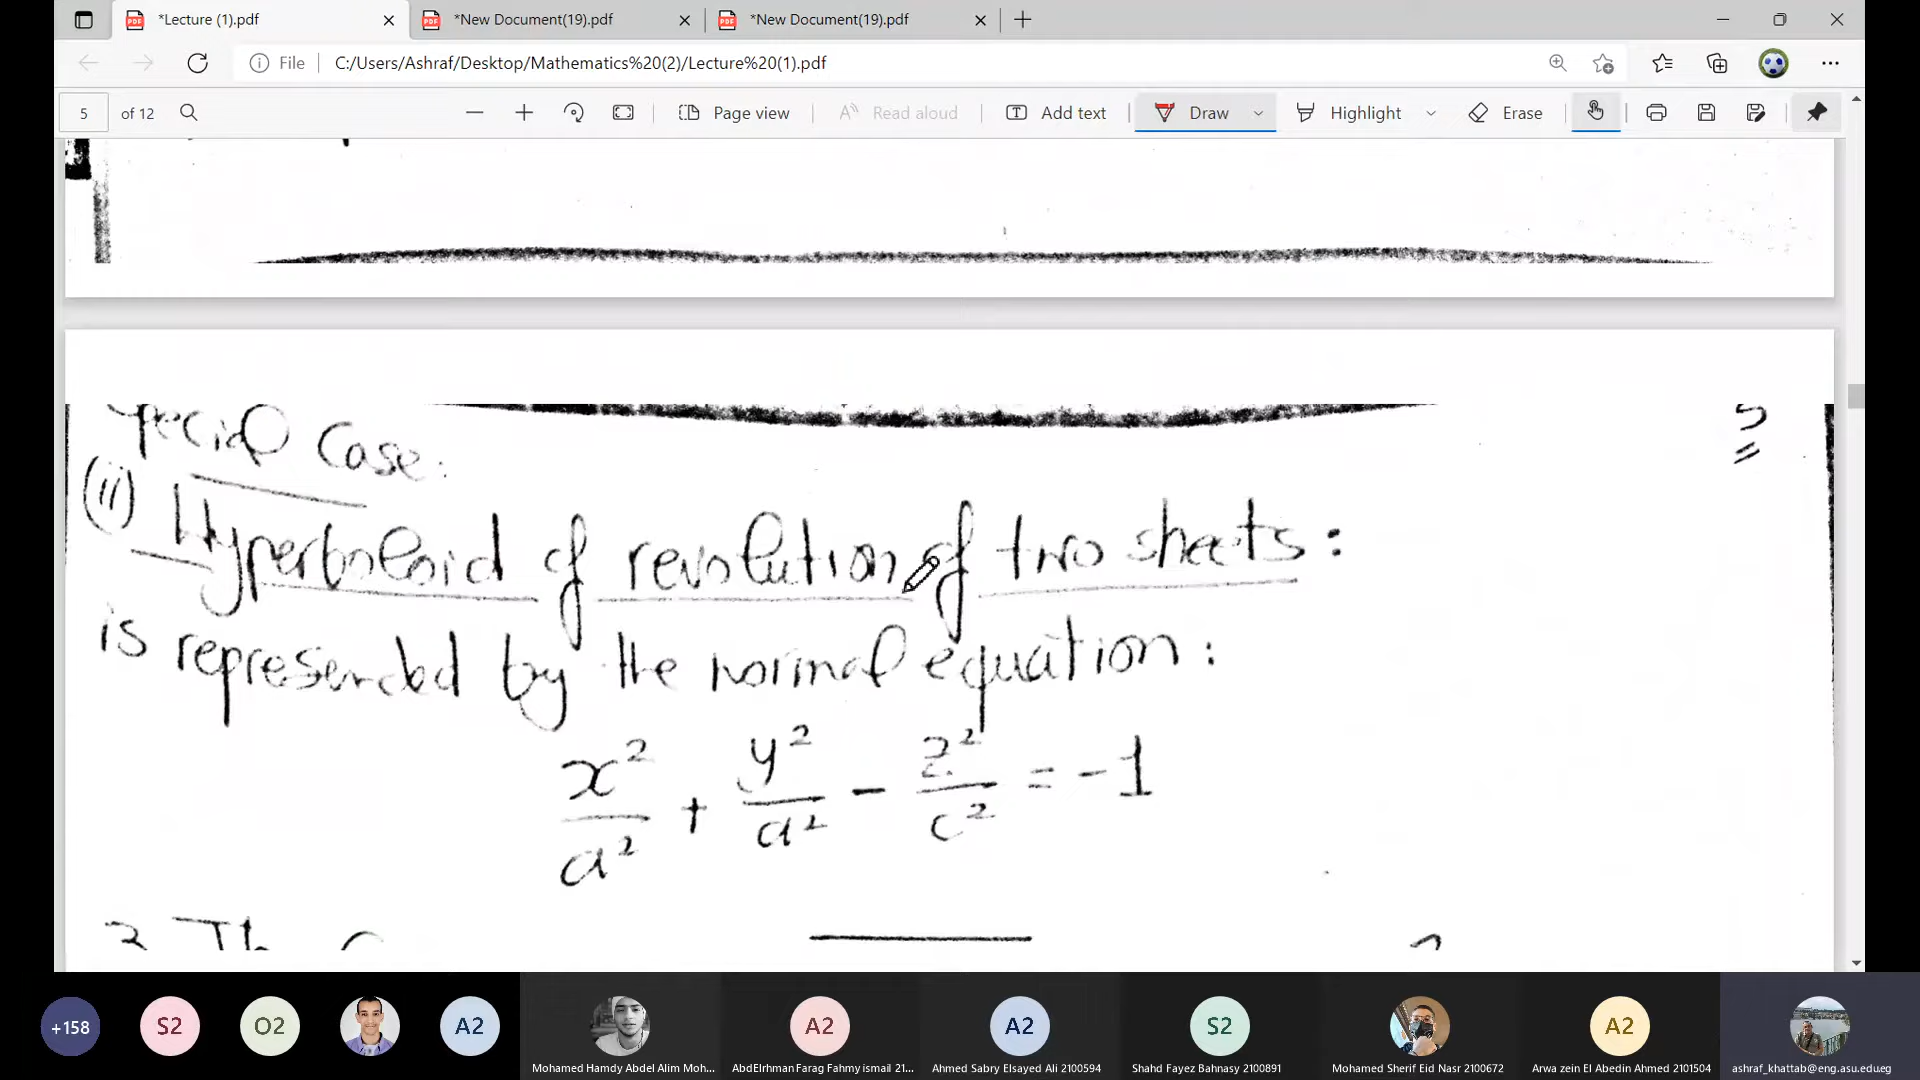 *Lecture (1).pdf
*New Document(19).pdf
*New Document(19).pdf
File
C:/Users/Ashraf/Desktop/Mathematics%20(2)/Lecture%20(1).pdf
5 of 12
Page view
Read aloud
Add text
Draw
Highlight
Erase
Special Case:
5
(ii) Hyperboloid of revolution of two sheets:
is represended by the normal equation:
x²/a² + y²/a² - z²/c² = -1
+158
S2
O2
A2
A2
A2
S2
A2
Mohamed Hamdy Abdel Alim Moh...
AbdElrhman Farag Fahmy ismail 21...
Ahmed Sabry Elsayed Ali 2100594
Shahd Fayez Bahnasy 2100891
Mohamed Sherif Eid Nasr 2100672
Arwa zein El Abedin Ahmed 2101504
ashraf_khattab@eng.asu.edu.eg